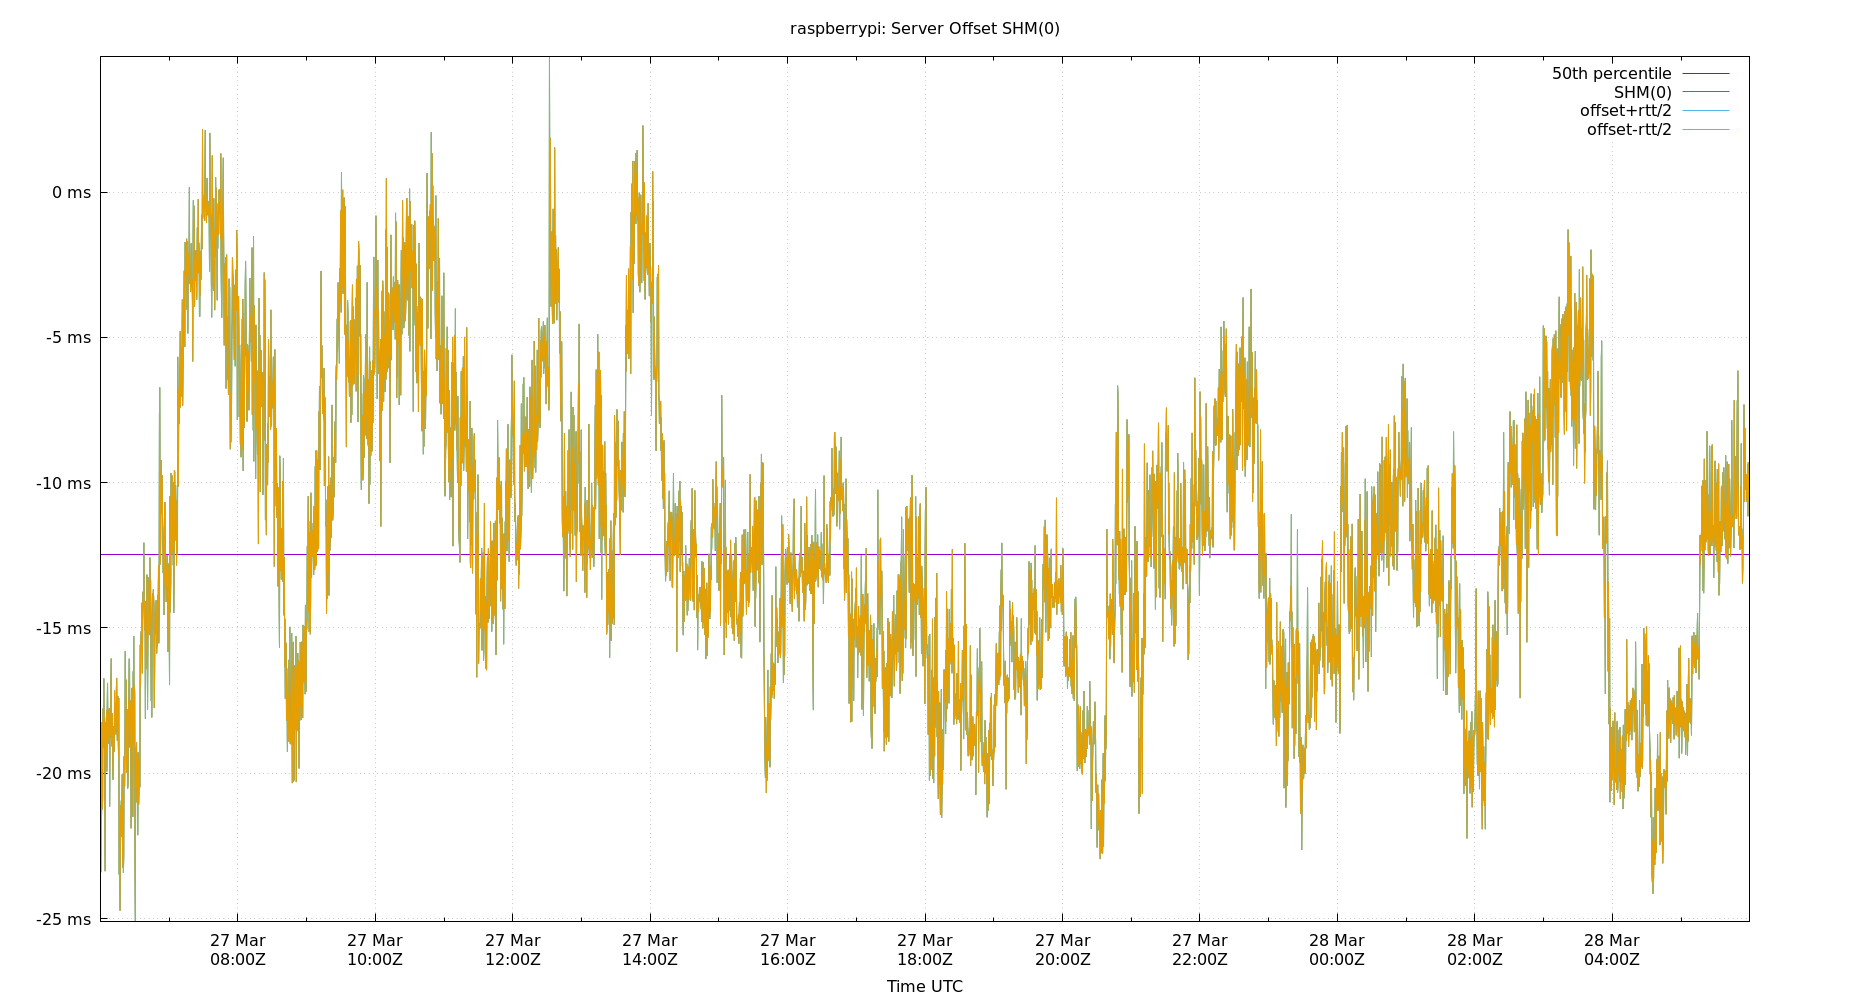 raspberrypi: Server Offset SHM(0)
50th percentile
SHM(0)
offset+rtt/2
offset-rtt/2
0 ms
-5 ms
-10 ms
-15 ms
-20 ms
-25 ms
27 Mar 27 Mar 27 Mar 27 Mar 27 Mar 27 Mar 27 Mar 27 Mar 28 Mar 28 Mar 28 Mar
08:00Z 10:00Z 12:00Z 14:00Z 16:00Z 18:00Z 20:00Z 22:00Z 00:00Z 02:00Z 04:00Z
Time UTC